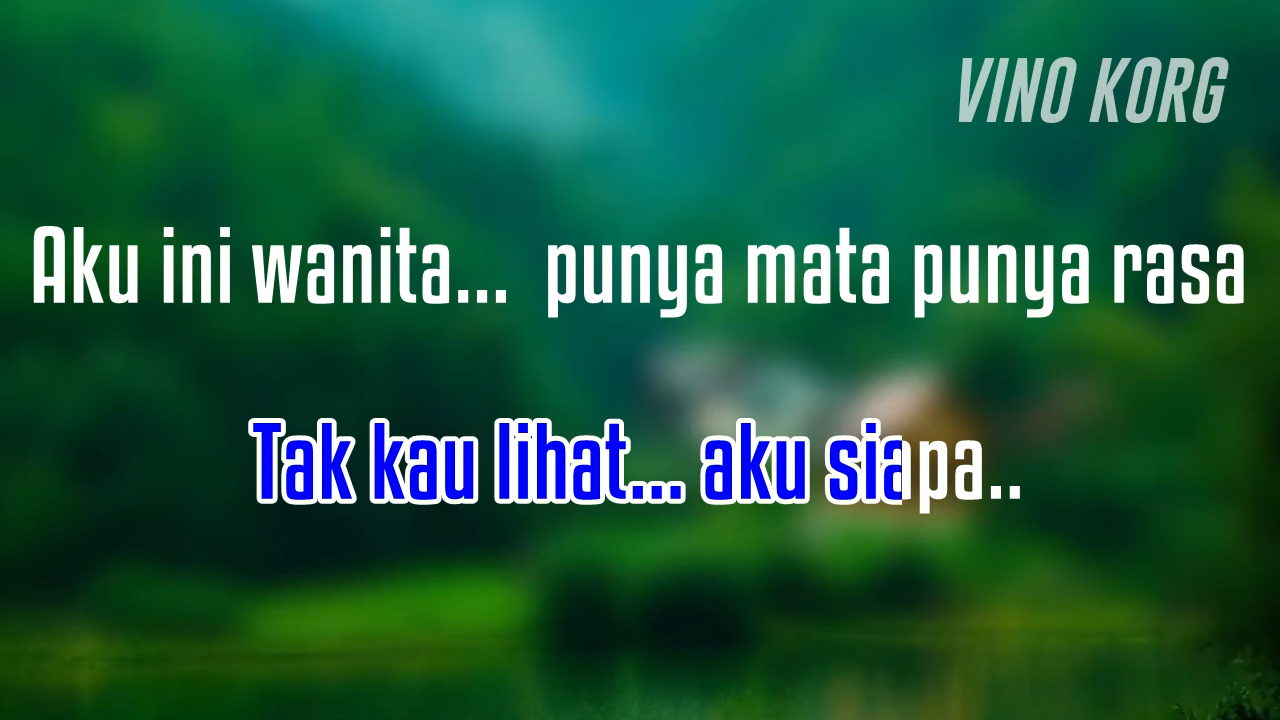 VINO KORG
Aku ini wanita... punya mata punya rasa
Tak kau lihat... aku siapa..